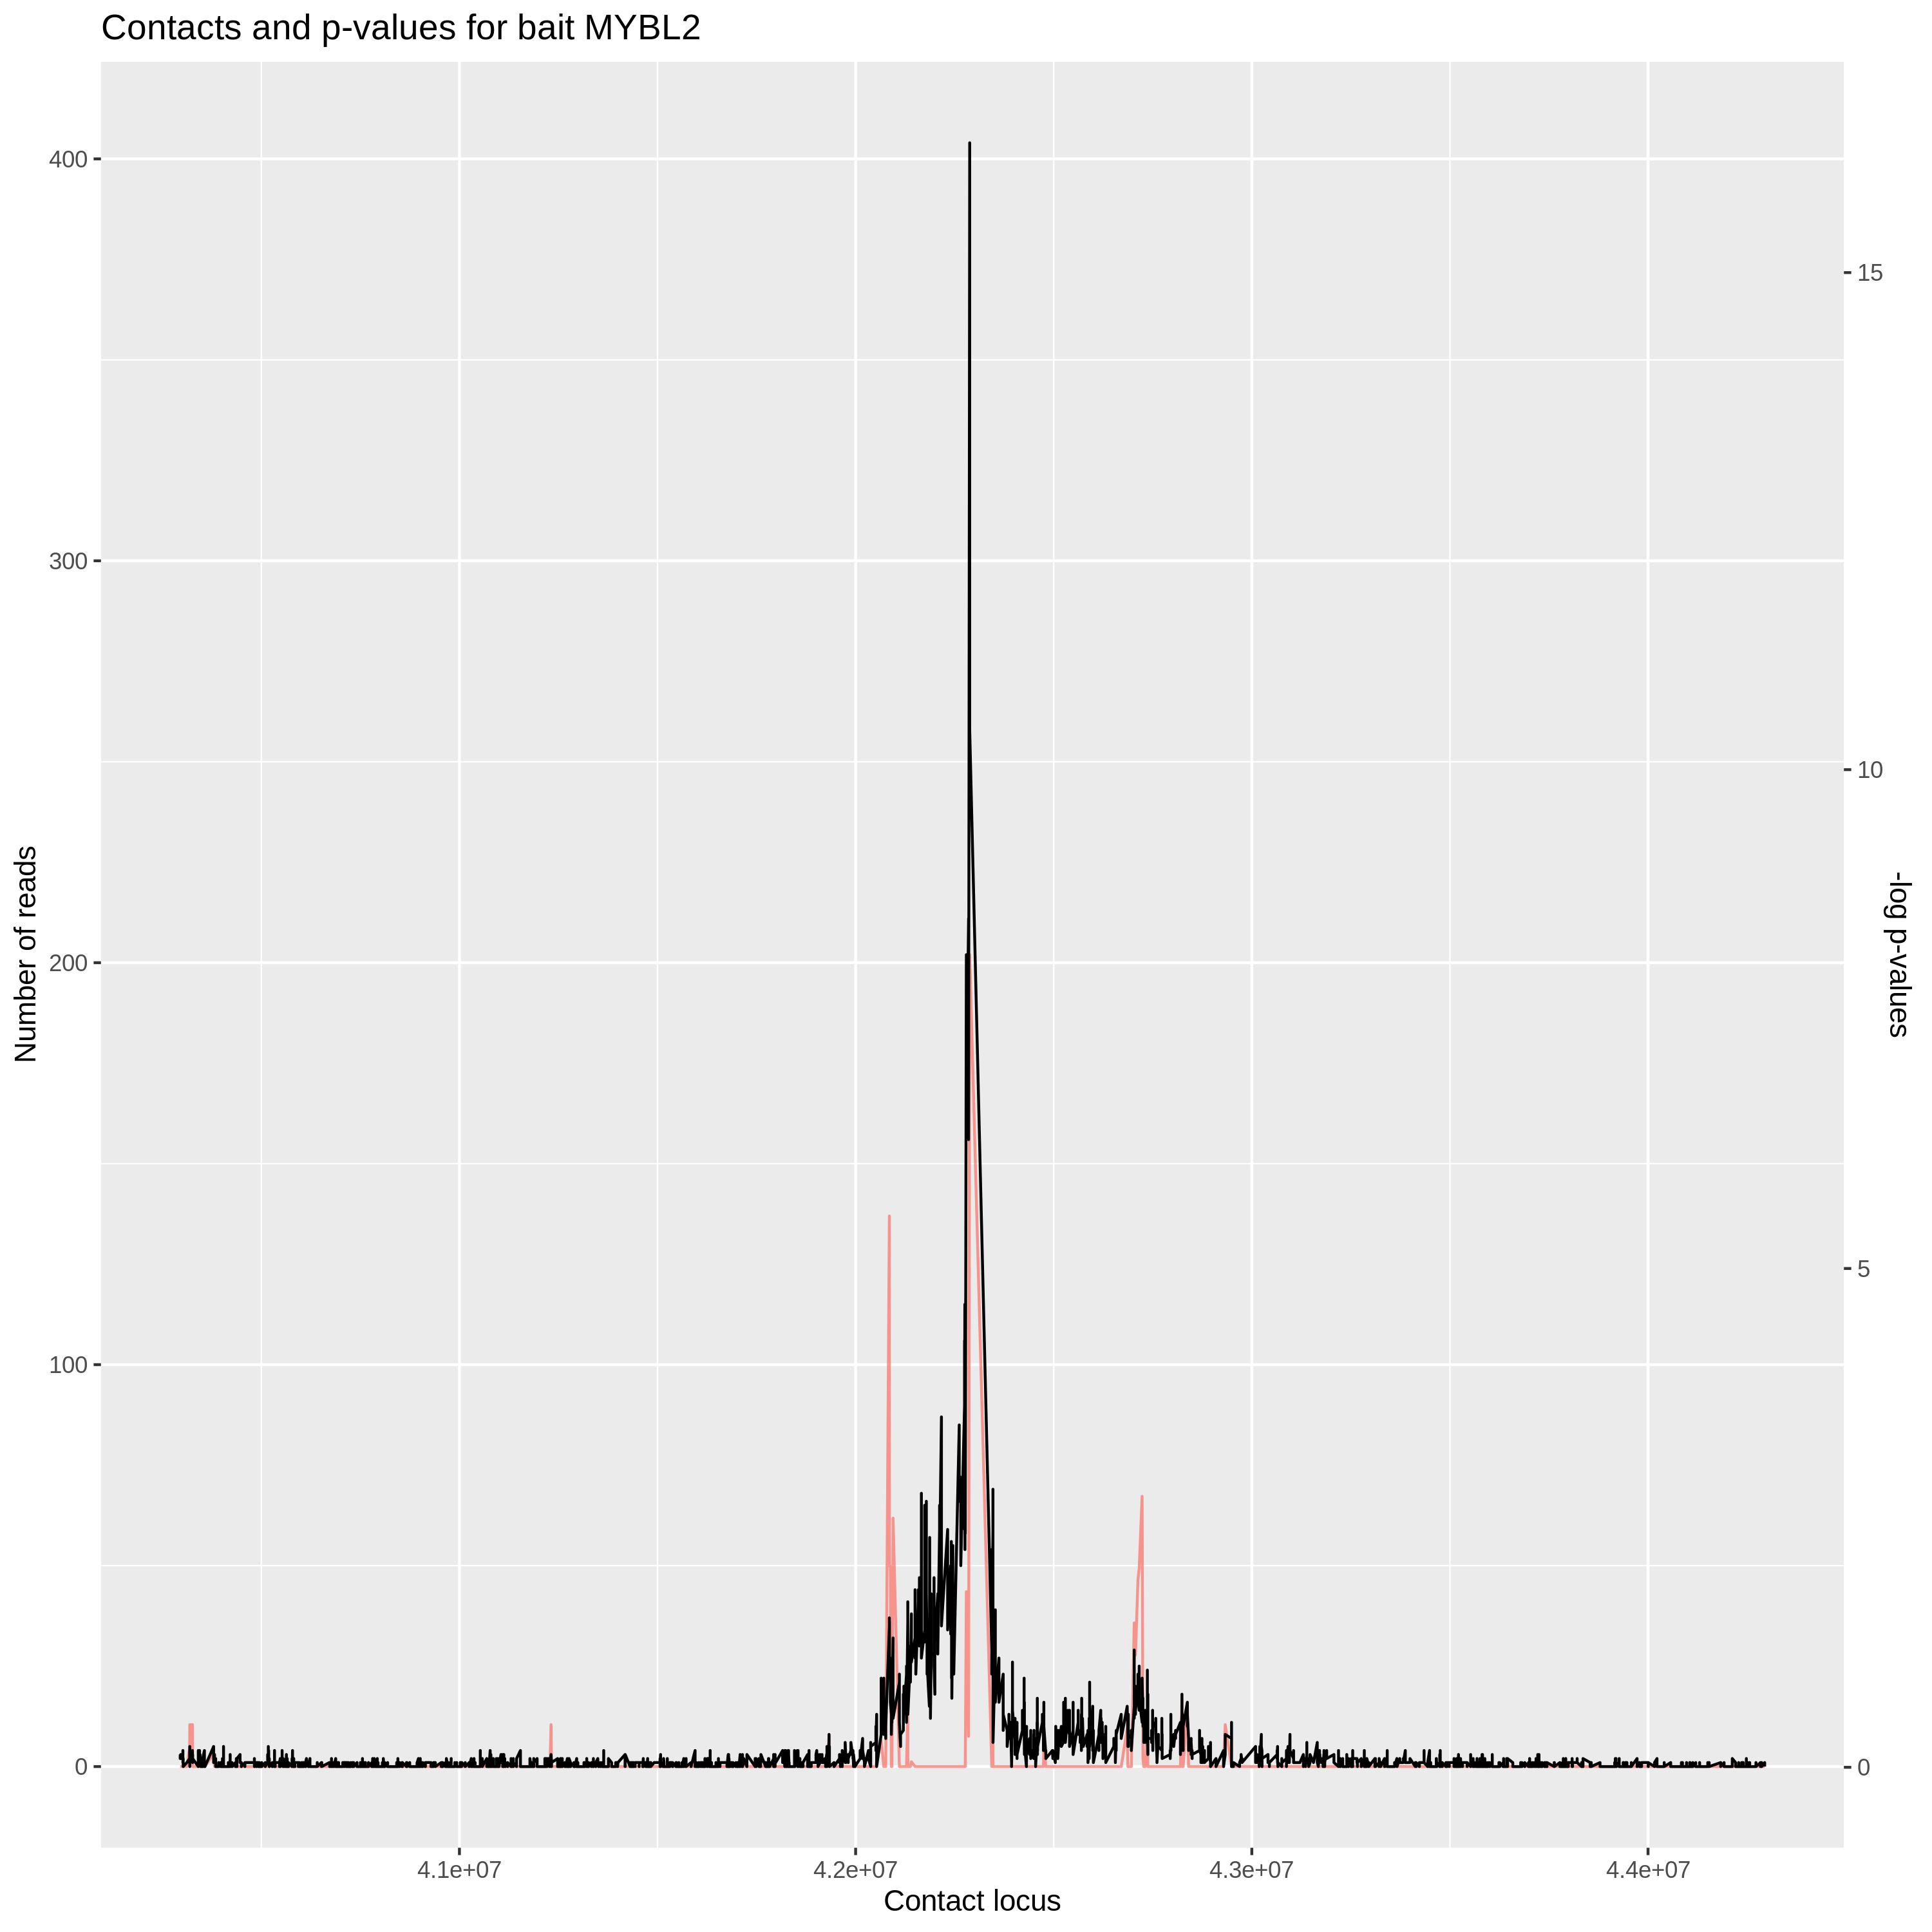 Contacts and p-values for bait MYBL2
400
300
200
100
0
Number of reads
15
10
5
0
-log p-values
4.1e+07
4.2e+07
4.3e+07
4.4e+07
Contact locus